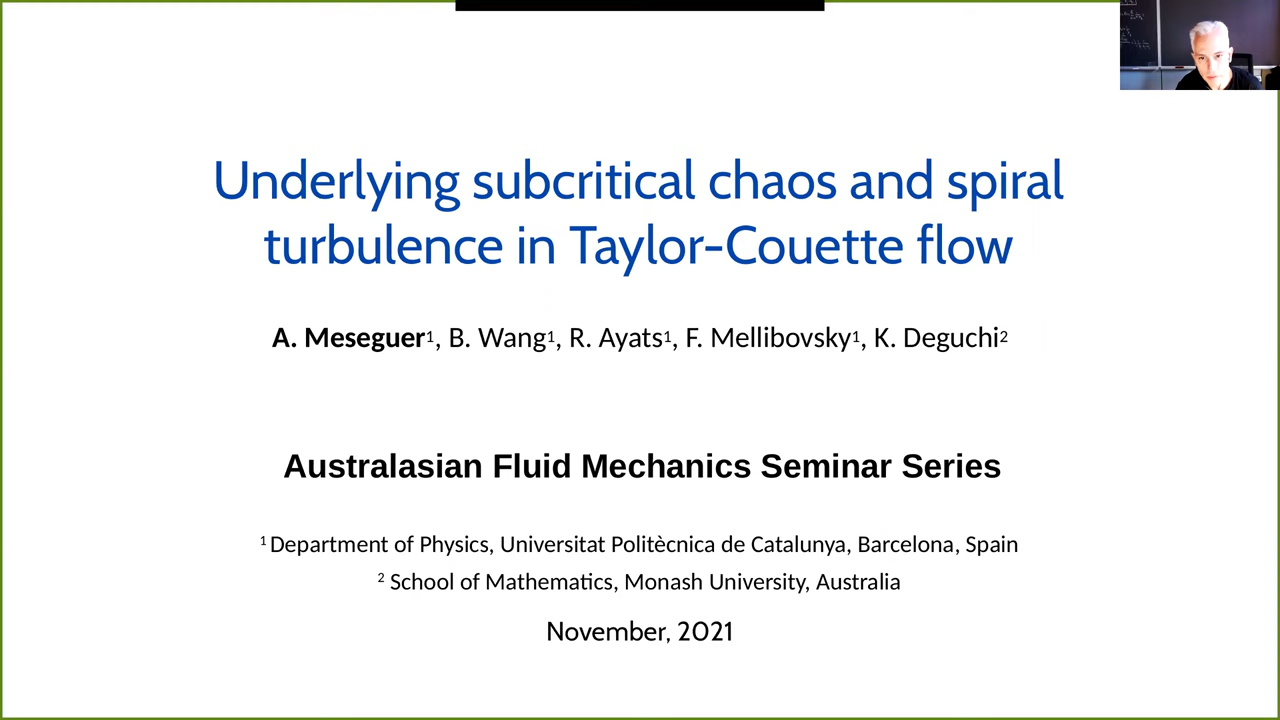 Underlying subcritical chaos and spiral
turbulence in Taylor-Couette flow
A. Meseguer1, B. Wang1, R. Ayats1, F. Mellibovsky1, K. Deguchi2
Australasian Fluid Mechanics Seminar Series
1 Department of Physics, Universitat Politècnica de Catalunya, Barcelona, Spain
2 School of Mathematics, Monash University, Australia
November, 2021